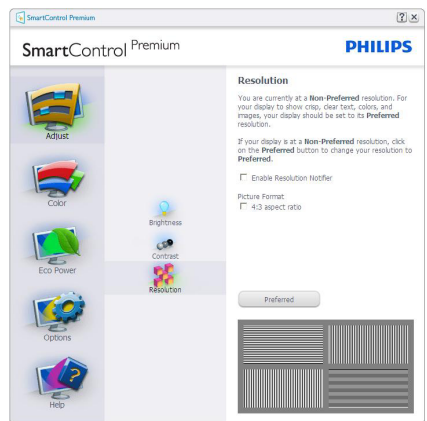 SmartControl Premium
SmartControl Premium
PHILIPS
Adjust
Color
Eco Power
Options
Help
Brightness
Contrast
Resolution
Resolution
You are currently at a Non-Preferred resolution. For
your display to show crisp, clear text, colors, and
images, your display should be set to its Preferred
resolution.
If your display is at a Non-Preferred resolution, click
on the Preferred button to change your resolution to
Preferred.
Enable Resolution Notifier
Picture Format
4:3 aspect ratio
Preferred